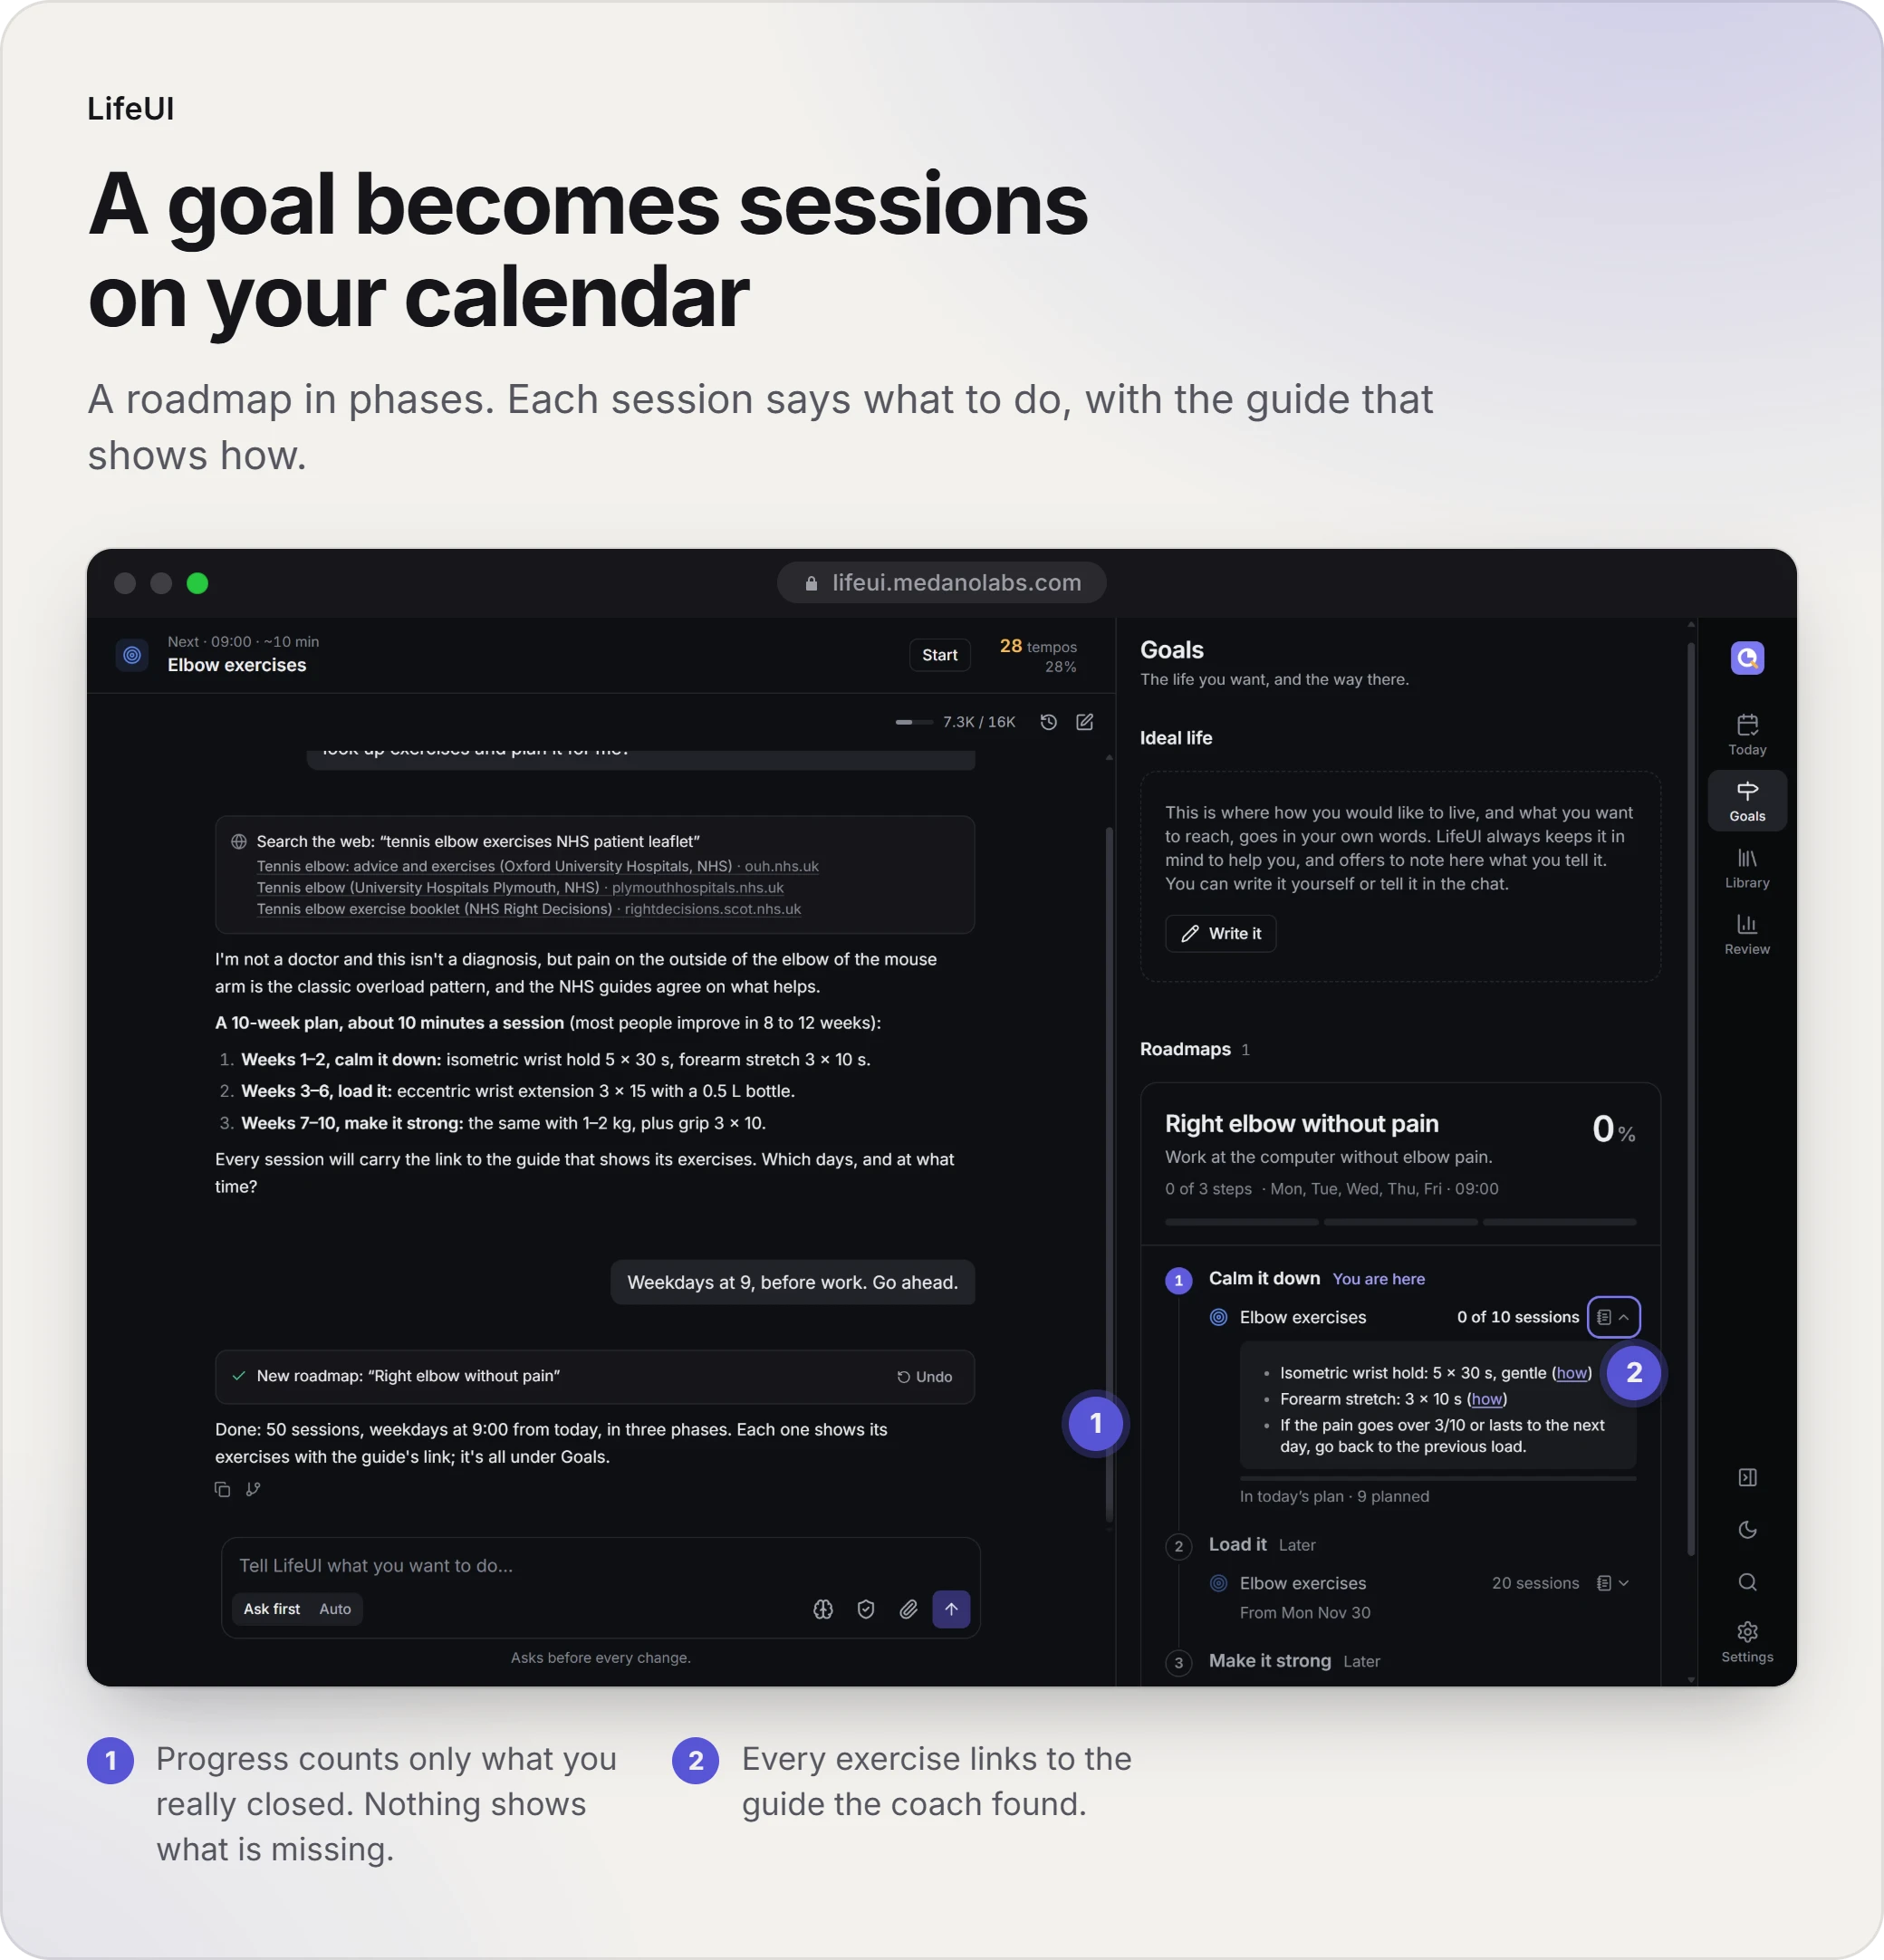 LifeUI
A goal becomes sessions
on your calendar
A roadmap in phases. Each session says what to do, with the guide that
shows how.
lifeui.medanolabs.com
Next · 09:00 · ~10 min
Elbow exercises
Start
28 tempos
28%
7.3K / 16K
look up exercises and plan it for me?
Search the web: “tennis elbow exercises NHS patient leaflet”
Tennis elbow: advice and exercises (Oxford University Hospitals, NHS) · ouh.nhs.uk
Tennis elbow (University Hospitals Plymouth, NHS) · plymouthhospitals.nhs.uk
Tennis elbow exercise booklet (NHS Right Decisions) · rightdecisions.scot.nhs.uk
I'm not a doctor and this isn't a diagnosis, but pain on the outside of the elbow of the mouse
arm is the classic overload pattern, and the NHS guides agree on what helps.
A 10-week plan, about 10 minutes a session (most people improve in 8 to 12 weeks):
1. Weeks 1–2, calm it down: isometric wrist hold 5 × 30 s, forearm stretch 3 × 10 s.
2. Weeks 3–6, load it: eccentric wrist extension 3 × 15 with a 0.5 L bottle.
3. Weeks 7–10, make it strong: the same with 1–2 kg, plus grip 3 × 10.
Every session will carry the link to the guide that shows its exercises. Which days, and at what
time?
Weekdays at 9, before work. Go ahead.
New roadmap: “Right elbow without pain”
Undo
Done: 50 sessions, weekdays at 9:00 from today, in three phases. Each one shows its
exercises with the guide's link; it's all under Goals.
1
Tell LifeUI what you want to do...
Ask first
Auto
Asks before every change.
Goals
The life you want, and the way there.
Ideal life
This is where how you would like to live, and what you want
to reach, goes in your own words. LifeUI always keeps it in
mind to help you, and offers to note here what you tell it.
You can write it yourself or tell it in the chat.
Write it
Roadmaps 1
Right elbow without pain
0%
Work at the computer without elbow pain.
0 of 3 steps · Mon, Tue, Wed, Thu, Fri · 09:00
1 Calm it down You are here
Elbow exercises
0 of 10 sessions
• Isometric wrist hold: 5 × 30 s, gentle (how)
• Forearm stretch: 3 × 10 s (how)
• If the pain goes over 3/10 or lasts to the next
day, go back to the previous load.
2
In today’s plan · 9 planned
2 Load it Later
Elbow exercises
20 sessions
From Mon Nov 30
3 Make it strong Later
Today
Goals
Library
Review
Settings
1 Progress counts only what you
really closed. Nothing shows
what is missing.
2 Every exercise links to the
guide the coach found.